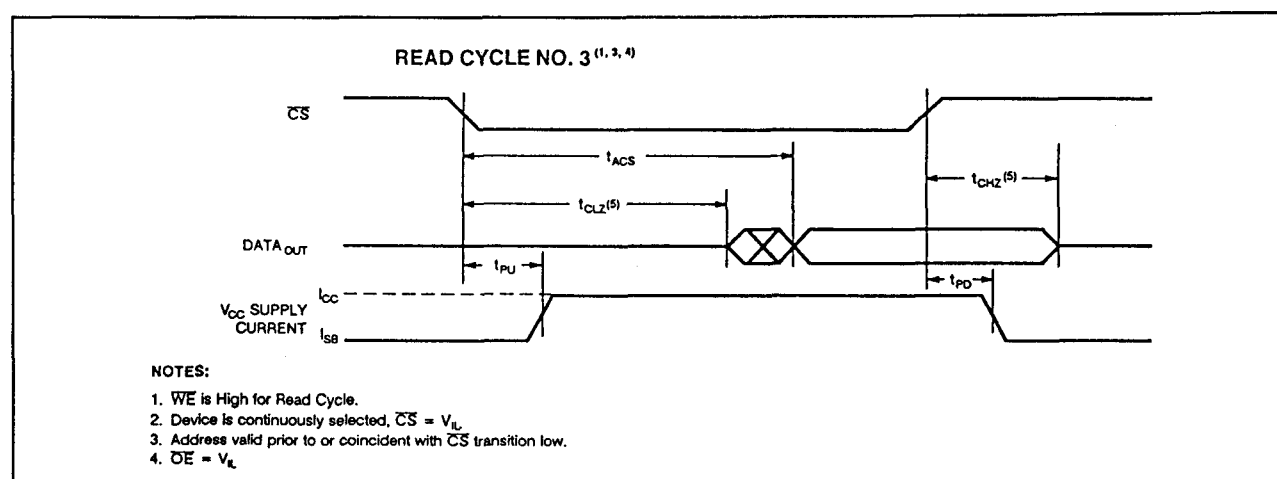 READ CYCLE NO. 3 (1, 3, 4)
CS
tACS
tCHZ(5)
tCLZ(5)
DATA OUT
tPU
tPD
ICC
VCC SUPPLY
CURRENT
ISB
NOTES:
1. WE is High for Read Cycle.
2. Device is continuously selected, CS = VIL
3. Address valid prior to or coincident with CS transition low.
4. OE = VIL